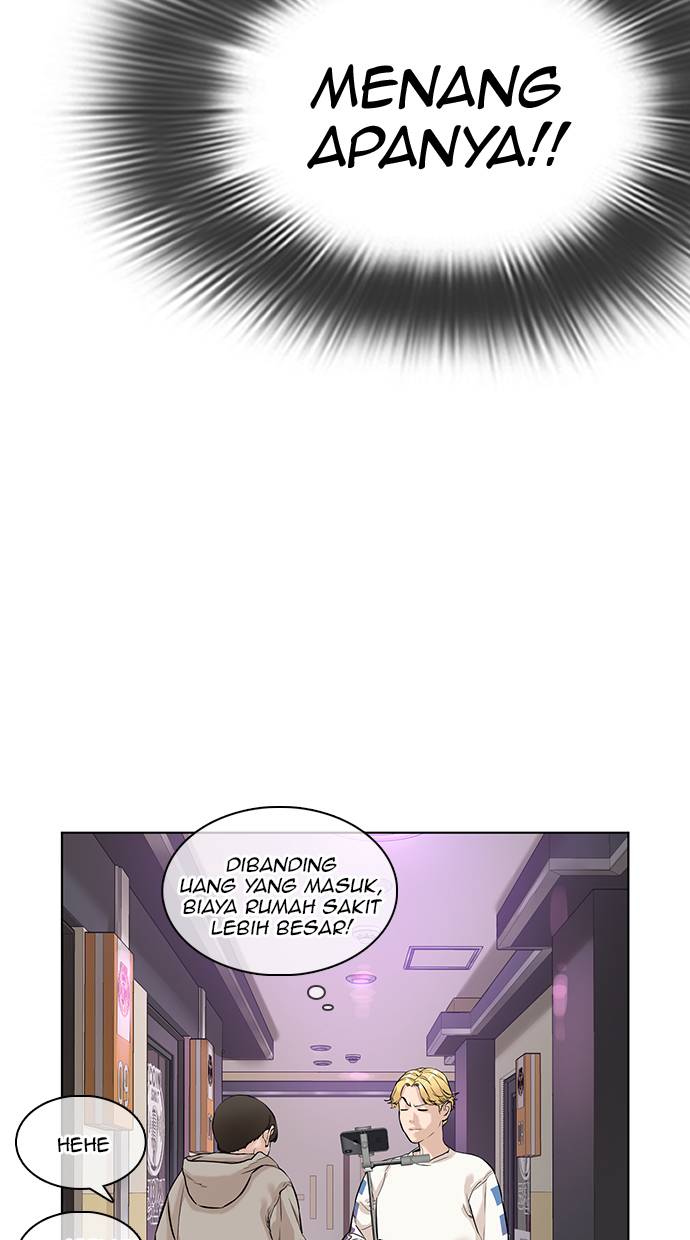 MENANG
APANYA!!
DIBANDING
UANG YANG MASUK,
BIAYA RUMAH SAKIT
LEBIH BESAR!
HEHE